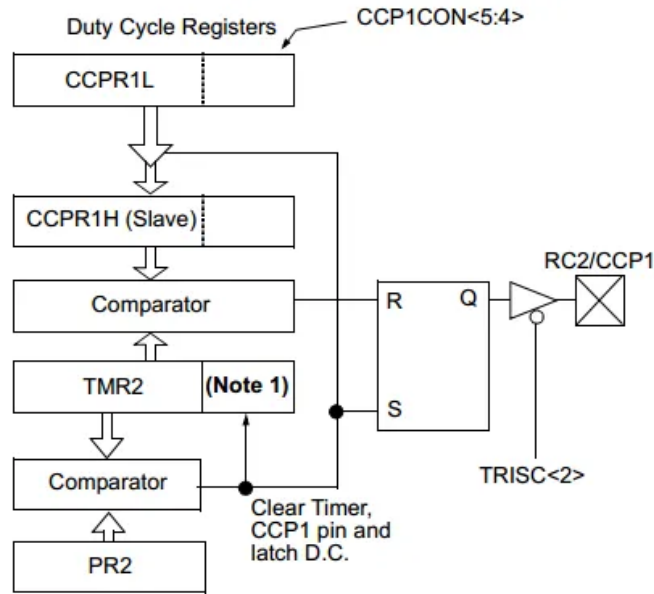 Duty Cycle Registers
CCP1CON<5:4>
CCPR1L
CCPR1H (Slave)
RC2/CCP1
Comparator
R
Q
TMR2
(Note 1)
S
Comparator
TRISC<2>
Clear Timer,
CCP1 pin and
latch D.C.
PR2